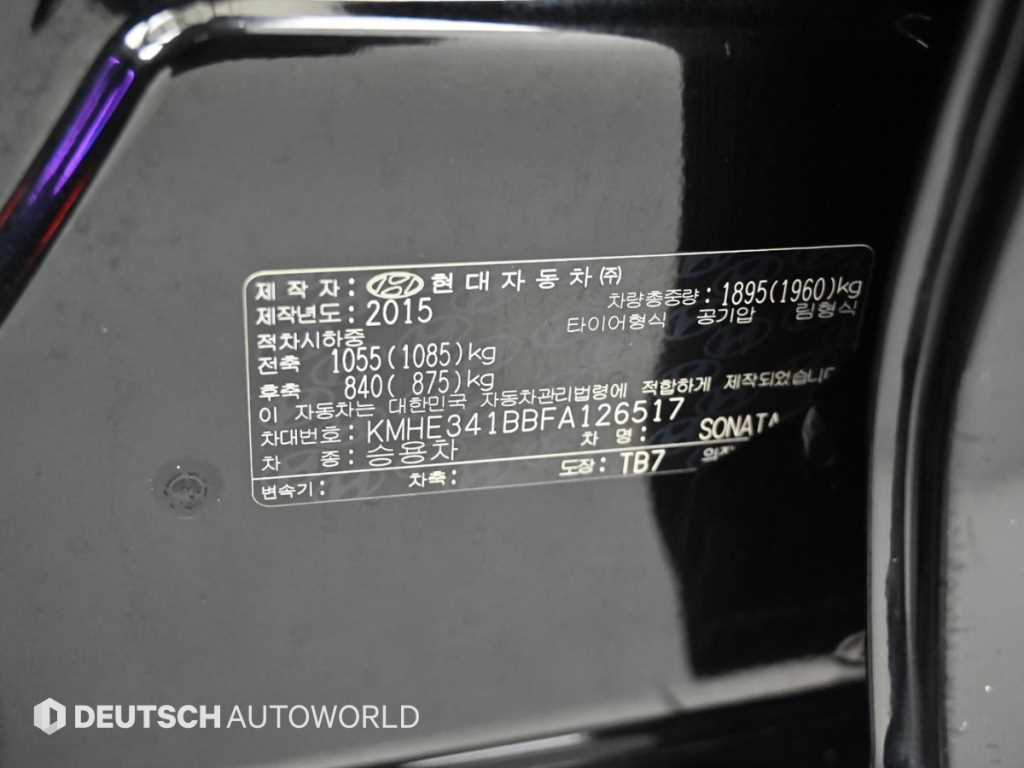 제 작 자 : 현 대 자 동 차 ㈜
제작년도 : 2015 차량총중량 : 1895(1960)kg
적차시하중 타이어형식 공기압 림형식
전축 1055(1085)kg
후축 840( 875)kg
이 자동차는 대한민국 자동차관리법령에 적합하게 제작되었습니다
차대번호 : KMHE341BBFA126517
차 종 : 승용차 차 명 : SONATA
변속기 : 차축 : 도장 : TB7
DEUTSCH AUTOWORLD